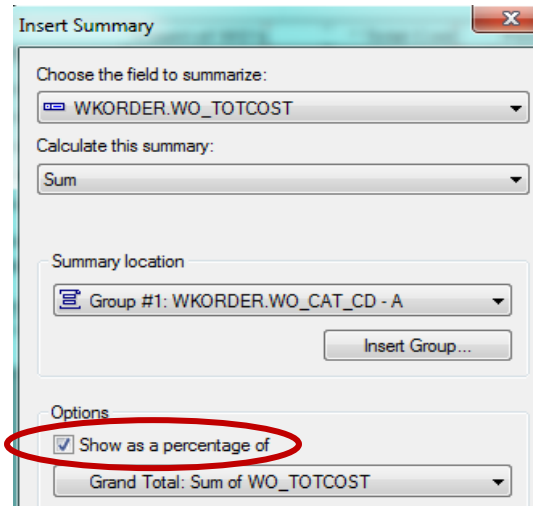 Insert Summary
Choose the field to summarize:
WKORDER.WO_TOTCOST
Calculate this summary:
Sum
Summary location
Group #1: WKORDER.WO_CAT_CD - A
Insert Group...
Options
Show as a percentage of
Grand Total: Sum of WO_TOTCOST